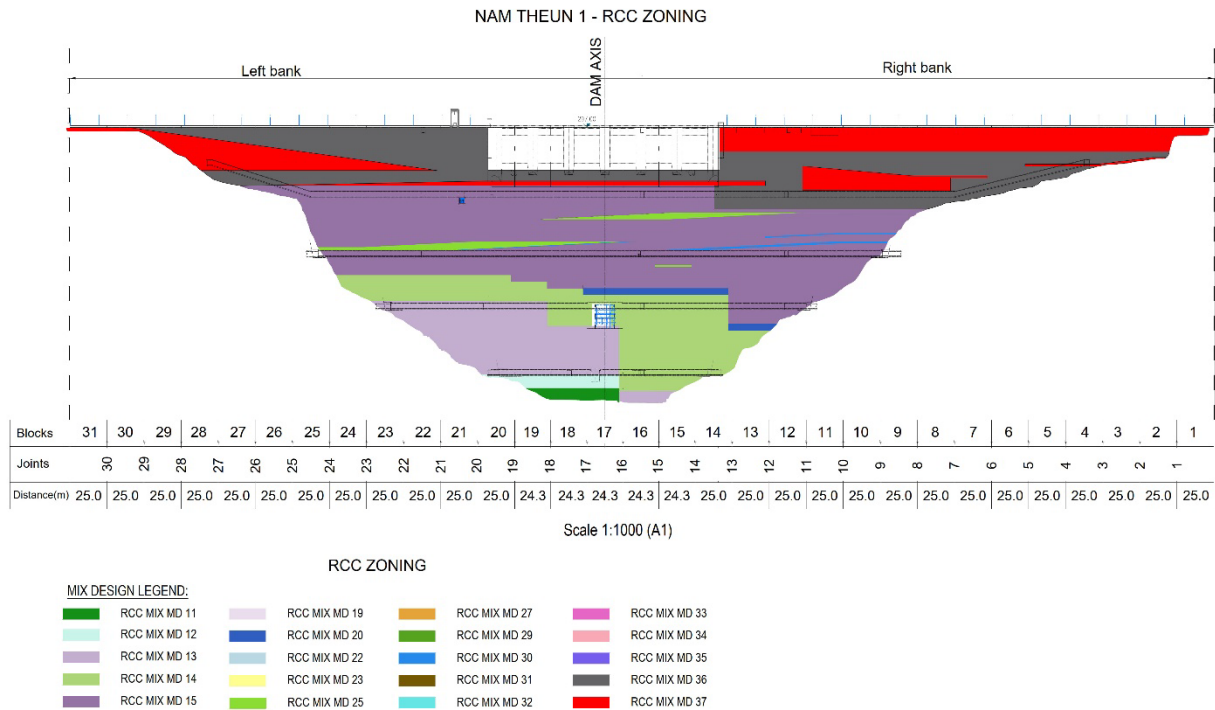 NAM THEUN 1 - RCC ZONING
Left bank
DAM AXIS
Right bank
Blocks 31 30 29 28 27 26 25 24 23 22 21 20 19 18 17 16 15 14 13 12 11 10 9 8 7 6 5 4 3 2 1
Joints 30 29 28 27 26 25 24 23 22 21 20 19 18 17 16 15 14 13 12 11 10 9 8 7 6 5 4 3 2 1
Distance(m) 25.0 25.0 25.0 25.0 25.0 25.0 25.0 25.0 25.0 25.0 25.0 25.0 24.3 24.3 24.3 24.3 24.3 25.0 25.0 25.0 25.0 25.0 25.0 25.0 25.0 25.0 25.0 25.0 25.0 25.0 25.0
Scale 1:1000 (A1)
RCC ZONING
MIX DESIGN LEGEND:
RCC MIX MD 11 RCC MIX MD 19 RCC MIX MD 27 RCC MIX MD 33
RCC MIX MD 12 RCC MIX MD 20 RCC MIX MD 29 RCC MIX MD 34
RCC MIX MD 13 RCC MIX MD 22 RCC MIX MD 30 RCC MIX MD 35
RCC MIX MD 14 RCC MIX MD 23 RCC MIX MD 31 RCC MIX MD 36
RCC MIX MD 15 RCC MIX MD 25 RCC MIX MD 32 RCC MIX MD 37